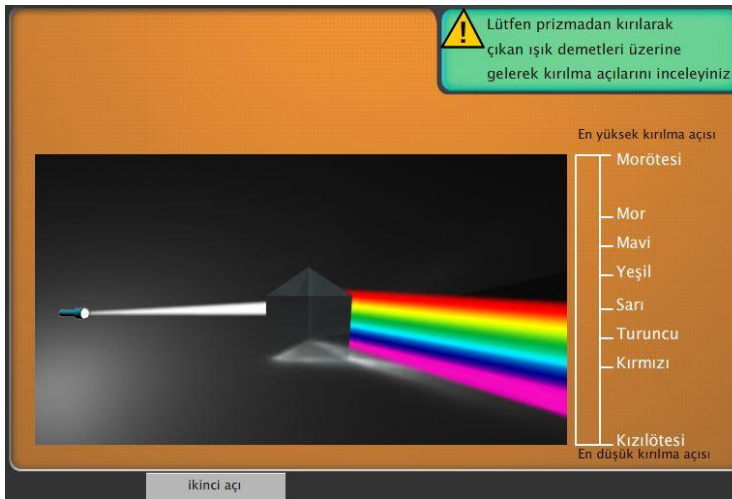 Lütfen prizmadan kırılarak
çıkan ışık demetleri üzerine
gelerek kırılma açılarını inceleyiniz
En yüksek kırılma açısı
Morötesi
Mor
Mavi
Yeşil
Sarı
Turuncu
Kırmızı
Kızılötesi
En düşük kırılma açısı
ikinci açı